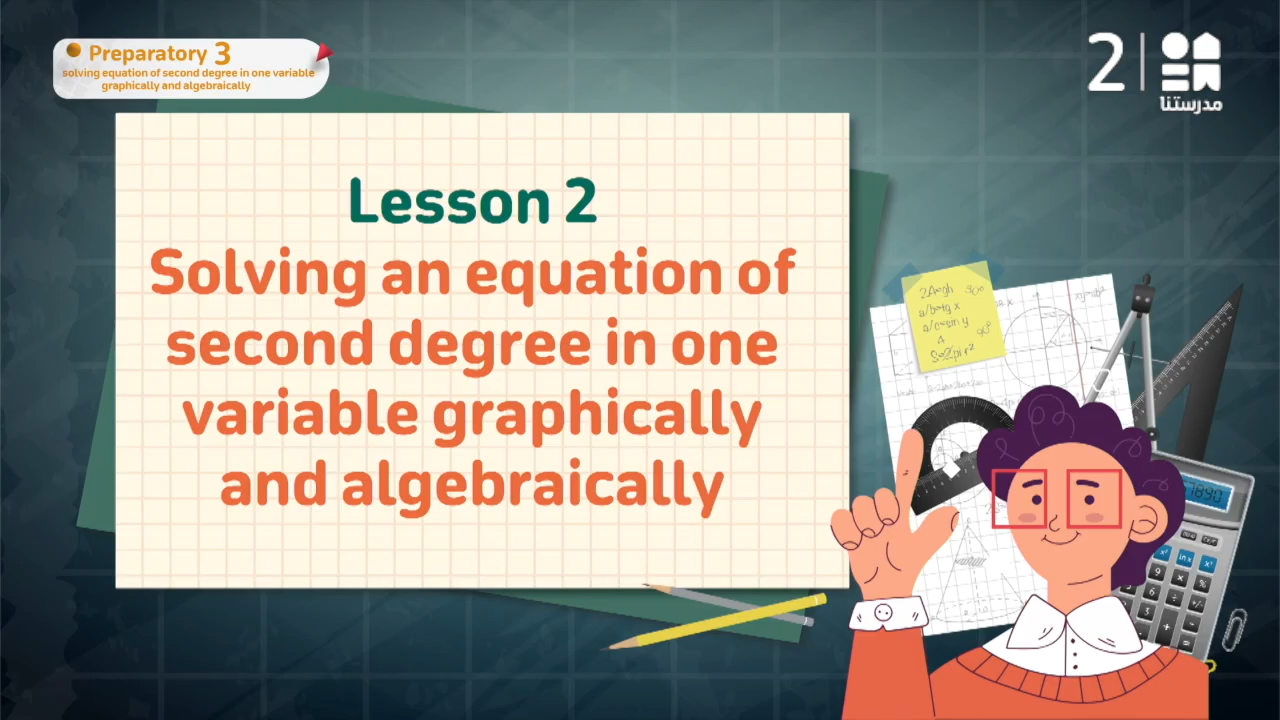 Preparatory 3
solving equation of second degree in one variable
graphically and algebraically
2
مدرستنا
Lesson 2
Solving an equation of
second degree in one
variable graphically
and algebraically